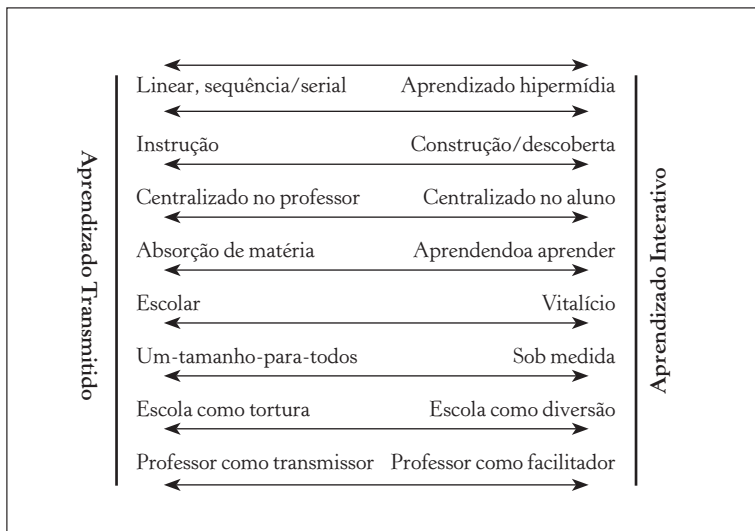 Aprendizado Transmitido
Linear, sequência/serial Aprendizado hipermídia
Instrução Construção/descoberta
Centralizado no professor Centralizado no aluno
Absorção de matéria Aprendendoa aprender
Escolar Vitalício
Um-tamanho-para-todos Sob medida
Escola como tortura Escola como diversão
Professor como transmissor Professor como facilitador
Aprendizado Interativo